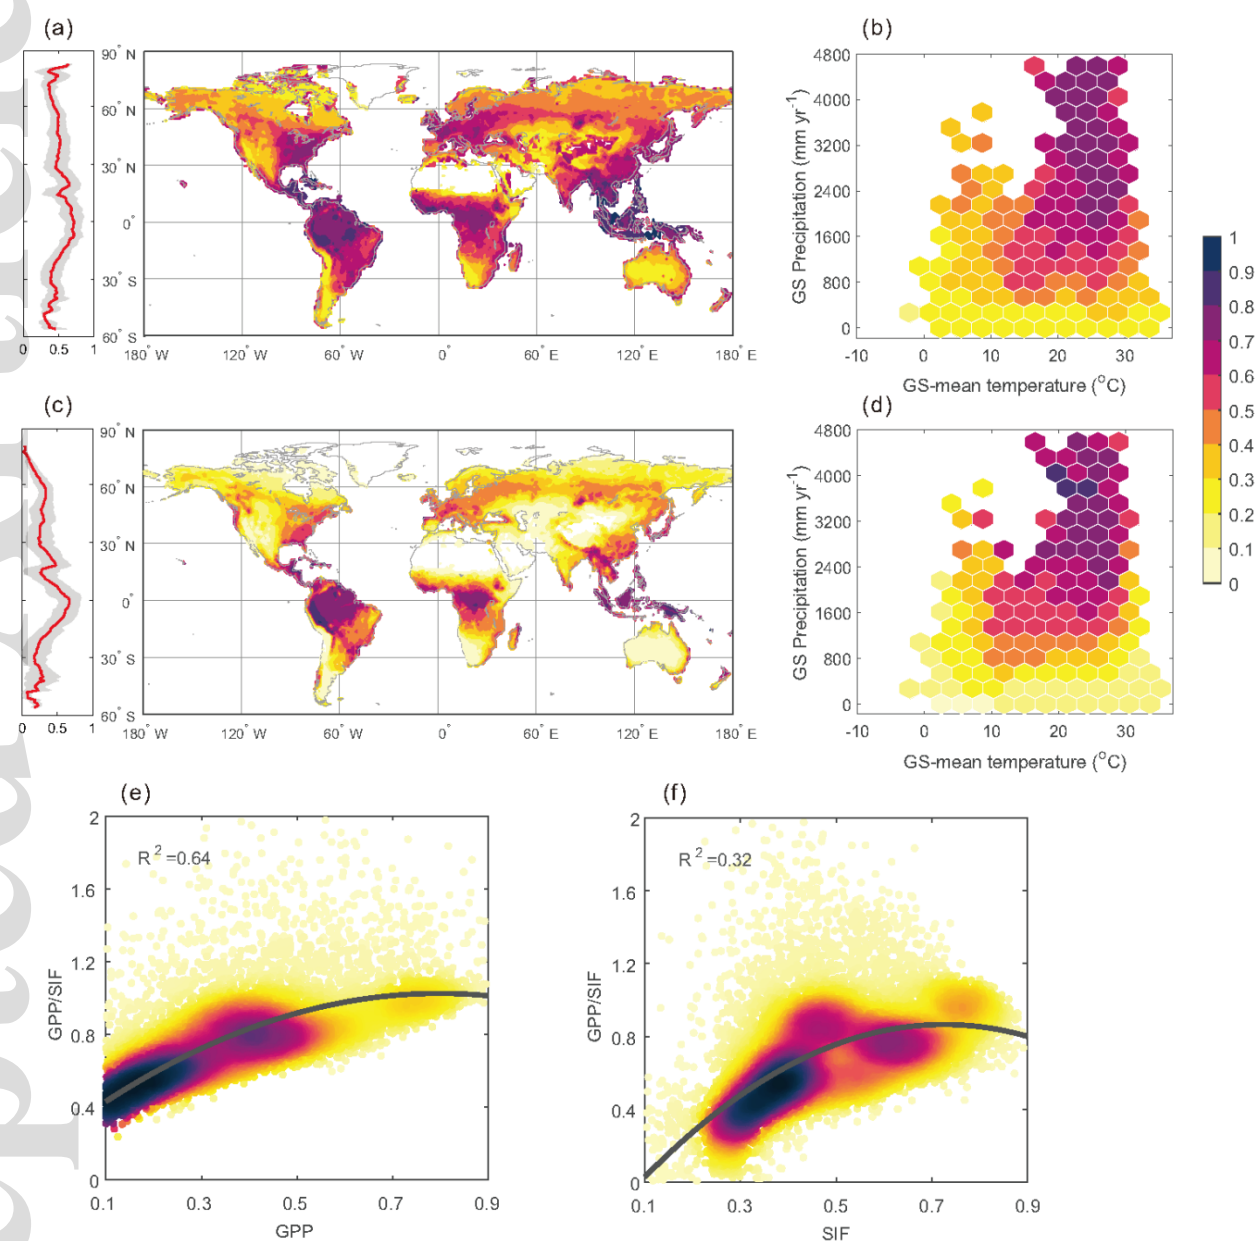 (a)
90° N
60° N
30° N
0°
30° S
60° S
0 0.5 1
180° W 120° W 60° W 0° 60° E 120° E 180° E
(b)
GS Precipitation (mm yr-1)
4800
4000
3200
2400
1600
800
0
-10 0 10 20 30
GS-mean temperature (oC)
1
0.9
0.8
0.7
0.6
0.5
0.4
0.3
0.2
0.1
0
(c)
90° N
60° N
30° N
0°
30° S
60° S
0 0.5 1
180° W 120° W 60° W 0° 60° E 120° E 180° E
(d)
GS Precipitation (mm yr-1)
4800
4000
3200
2400
1600
800
0
-10 0 10 20 30
GS-mean temperature (oC)
(e)
R2=0.64
GPP/SIF
2
1.6
1.2
0.8
0.4
0
0.1 0.3 0.5 0.7 0.9
GPP
(f)
R2=0.32
GPP/SIF
2
1.6
1.2
0.8
0.4
0
0.1 0.3 0.5 0.7 0.9
SIF